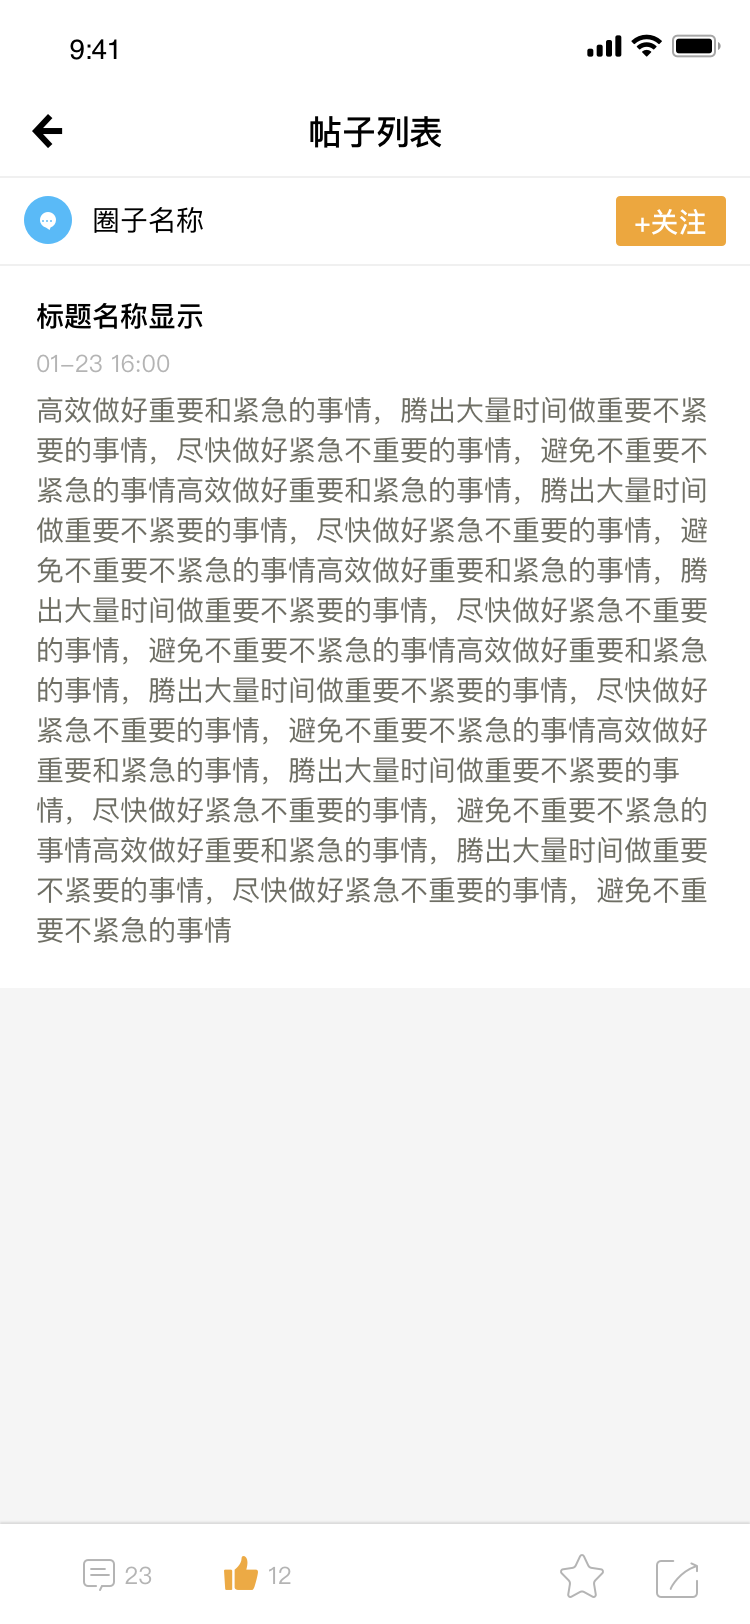 9:41
帖子列表
圈子名称
+关注
标题名称显示
01-23 16:00
高效做好重要和紧急的事情，腾出大量时间做重要不紧
要的事情，尽快做好紧急不重要的事情，避免不重要不
紧急的事情高效做好重要和紧急的事情，腾出大量时间
做重要不紧要的事情，尽快做好紧急不重要的事情，避
免不重要不紧急的事情高效做好重要和紧急的事情，腾
出大量时间做重要不紧要的事情，尽快做好紧急不重要
的事情，避免不重要不紧急的事情高效做好重要和紧急
的事情，腾出大量时间做重要不紧要的事情，尽快做好
紧急不重要的事情，避免不重要不紧急的事情高效做好
重要和紧急的事情，腾出大量时间做重要不紧要的事
情，尽快做好紧急不重要的事情，避免不重要不紧急的
事情高效做好重要和紧急的事情，腾出大量时间做重要
不紧要的事情，尽快做好紧急不重要的事情，避免不重
要不紧急的事情
23
12